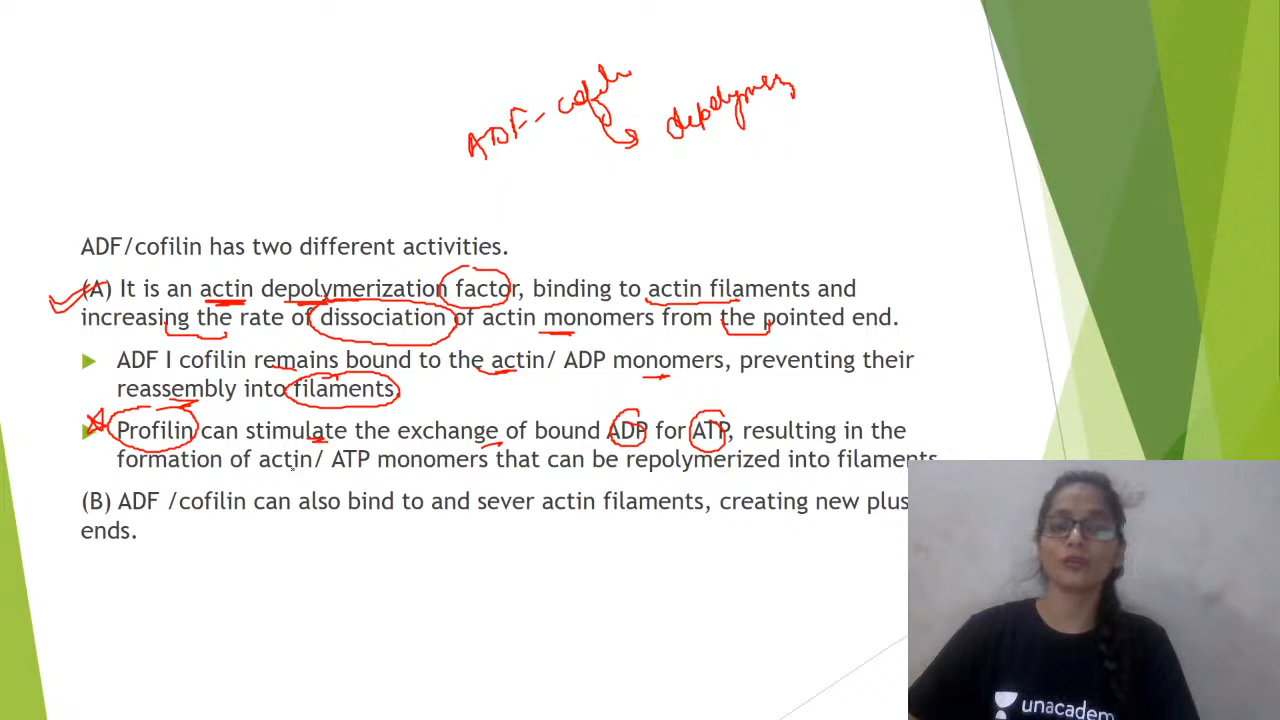 ADF- cofilin
depolymers
ADF/cofilin has two different activities.
(A) It is an actin depolymerization factor, binding to actin filaments and
increasing the rate of dissociation of actin monomers from the pointed end.
ADF I cofilin remains bound to the actin/ ADP monomers, preventing their
reassembly into filaments.
Profilin can stimulate the exchange of bound ADP for ATP, resulting in the
formation of actin/ ATP monomers that can be repolymerized into filaments
(B) ADF /cofilin can also bind to and sever actin filaments, creating new plus
ends.
unacadem